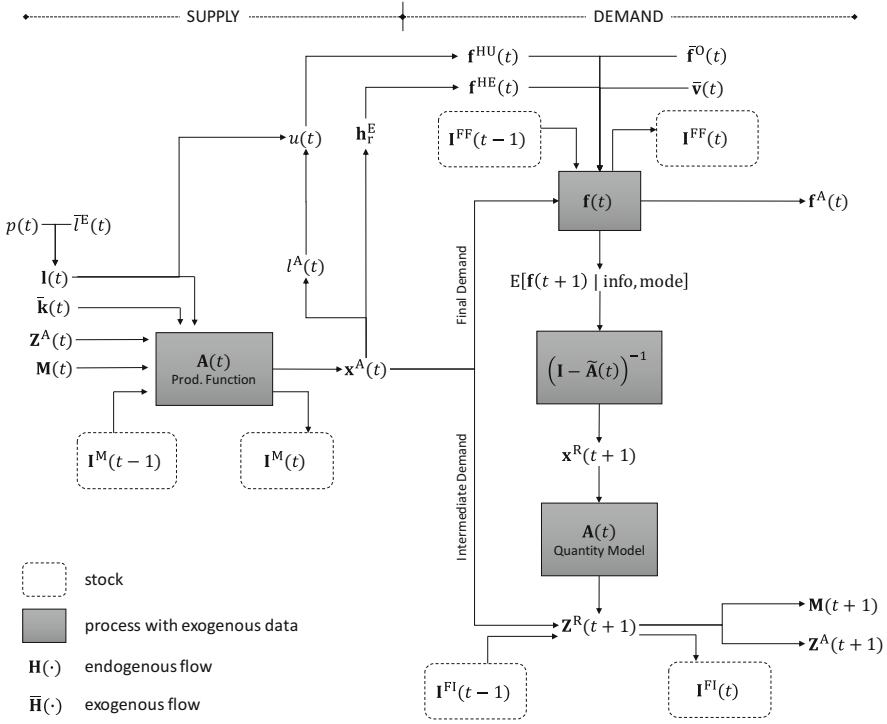 SUPPLY
DEMAND
f^HU(t)
f̄^O(t)
f^HE(t)
v̄(t)
u(t)
h_r^E
I^FF(t−1)
I^FF(t)
f(t)
f^A(t)
p(t)
l̄^E(t)
l(t)
l^A(t)
k̄(t)
Z^A(t)
M(t)
A(t)
Prod. Function
x^A(t)
I^M(t−1)
I^M(t)
Final Demand
Intermediate Demand
E[f(t+1) | info, mode]
(I − Ã(t))^−1
x^R(t+1)
A(t)
Quantity Model
Z^R(t+1)
M(t+1)
Z^A(t+1)
I^FI(t−1)
I^FI(t)
stock
process with exogenous data
H(·) endogenous flow
H̄(·) exogenous flow